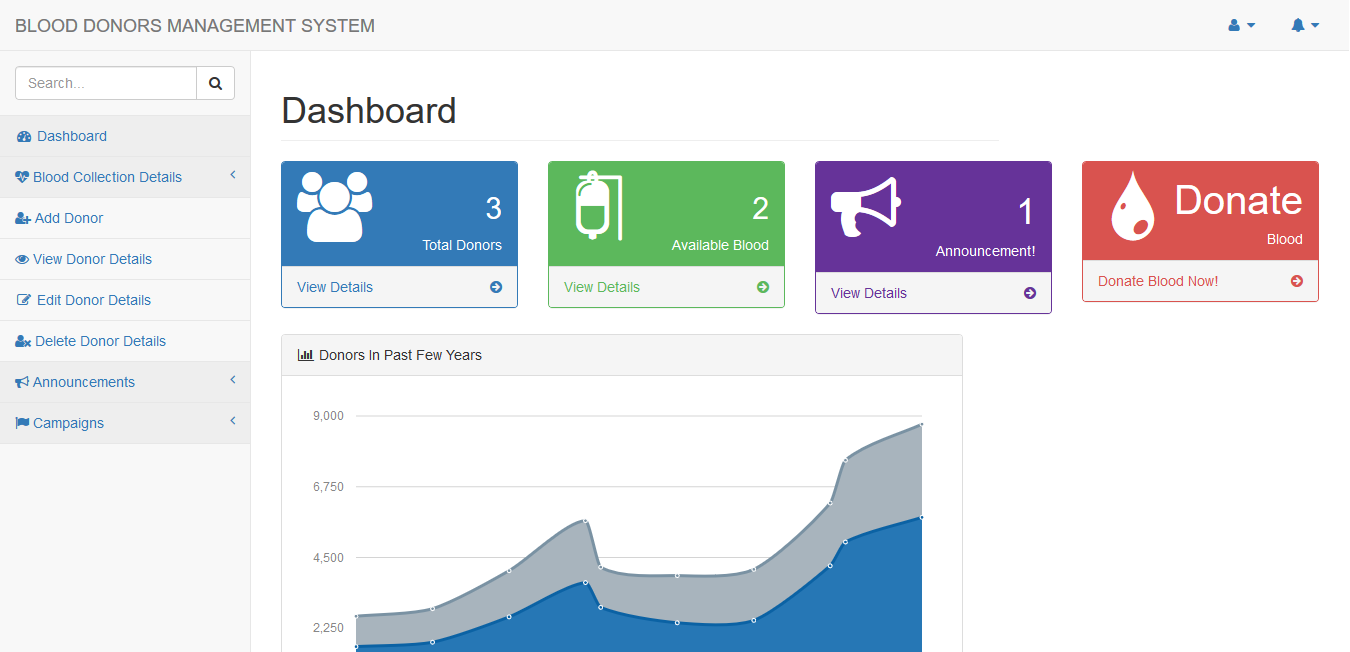 BLOOD DONORS MANAGEMENT SYSTEM
Search...
Dashboard
Blood Collection Details
Add Donor
View Donor Details
Edit Donor Details
Delete Donor Details
Announcements
Campaigns
Dashboard
3
Total Donors
View Details
2
Available Blood
View Details
1
Announcement!
View Details
Donate
Blood
Donate Blood Now!
Donors In Past Few Years
9,000
6,750
4,500
2,250